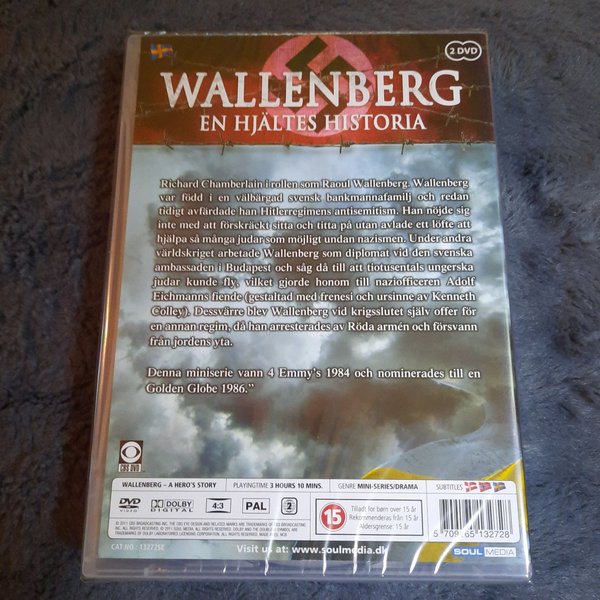 2 DVD
WALLENBERG
EN HJÄLTES HISTORIA
Richard Chamberlain i rollen som Raoul Wallenberg. Wallenberg
var född i en välbärgad svensk bankmannafamilj och redan
tidigt avfärdade han Hitlerregimens antisemitism. Han nöjde sig
inte med att förskräckt sitta och titta på utan avlade ett löfte att
hjälpa så många judar som möjligt undan nazismen. Under andra
världskriget arbetade Wallenberg som diplomat vid den svenska
ambassaden i Budapest och såg då till att tiotusentals ungerska
judar kunde fly, vilket gjorde honom till naziofficeren Adolf
Eichmanns fiende (gestaltad med frenesi och ursinne av Kenneth
Colley). Dessvärre blev Wallenberg vid krigsslutet själv offer för
en annan regim, då han arresterades av Röda armén och försvann
från jordens yta.
Denna miniserie vann 4 Emmy's 1984 och nominerades till en
Golden Globe 1986."
CBS DVD
WALLENBERG – A HERO'S STORY PLAYINGTIME 3 HOURS 10 MINS. GENRE MINI-SERIES/DRAMA SUBTITLES
DVD VIDEO DOLBY DIGITAL 4:3 PAL 2 15
Tilladt for børn over 15 år
Rekommenderas från 15 år
Aldersgrense: 15 år
5 709165 132728
CAT.NO.: 13272SE Visit us at: www.soulmedia.dk SOUL MEDIA